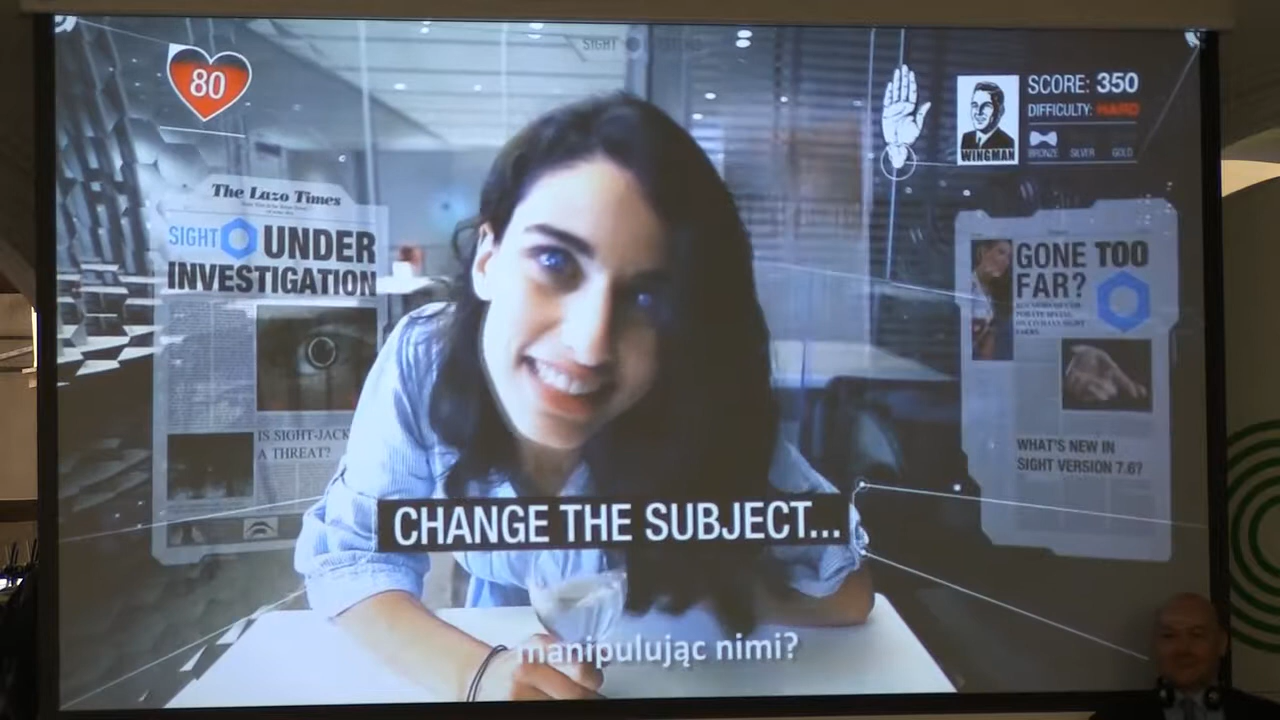 80
SIGHT
SCORE: 350
DIFFICULTY: HARD
WINGMAN
BRONZE SILVER GOLD
The Lazo Times
SIGHT UNDER
INVESTIGATION
IS SIGHT-JACK
A THREAT?
GONE TOO
FAR?
WHAT'S NEW IN
SIGHT VERSION 7.6?
CHANGE THE SUBJECT...
manipulując nimi?